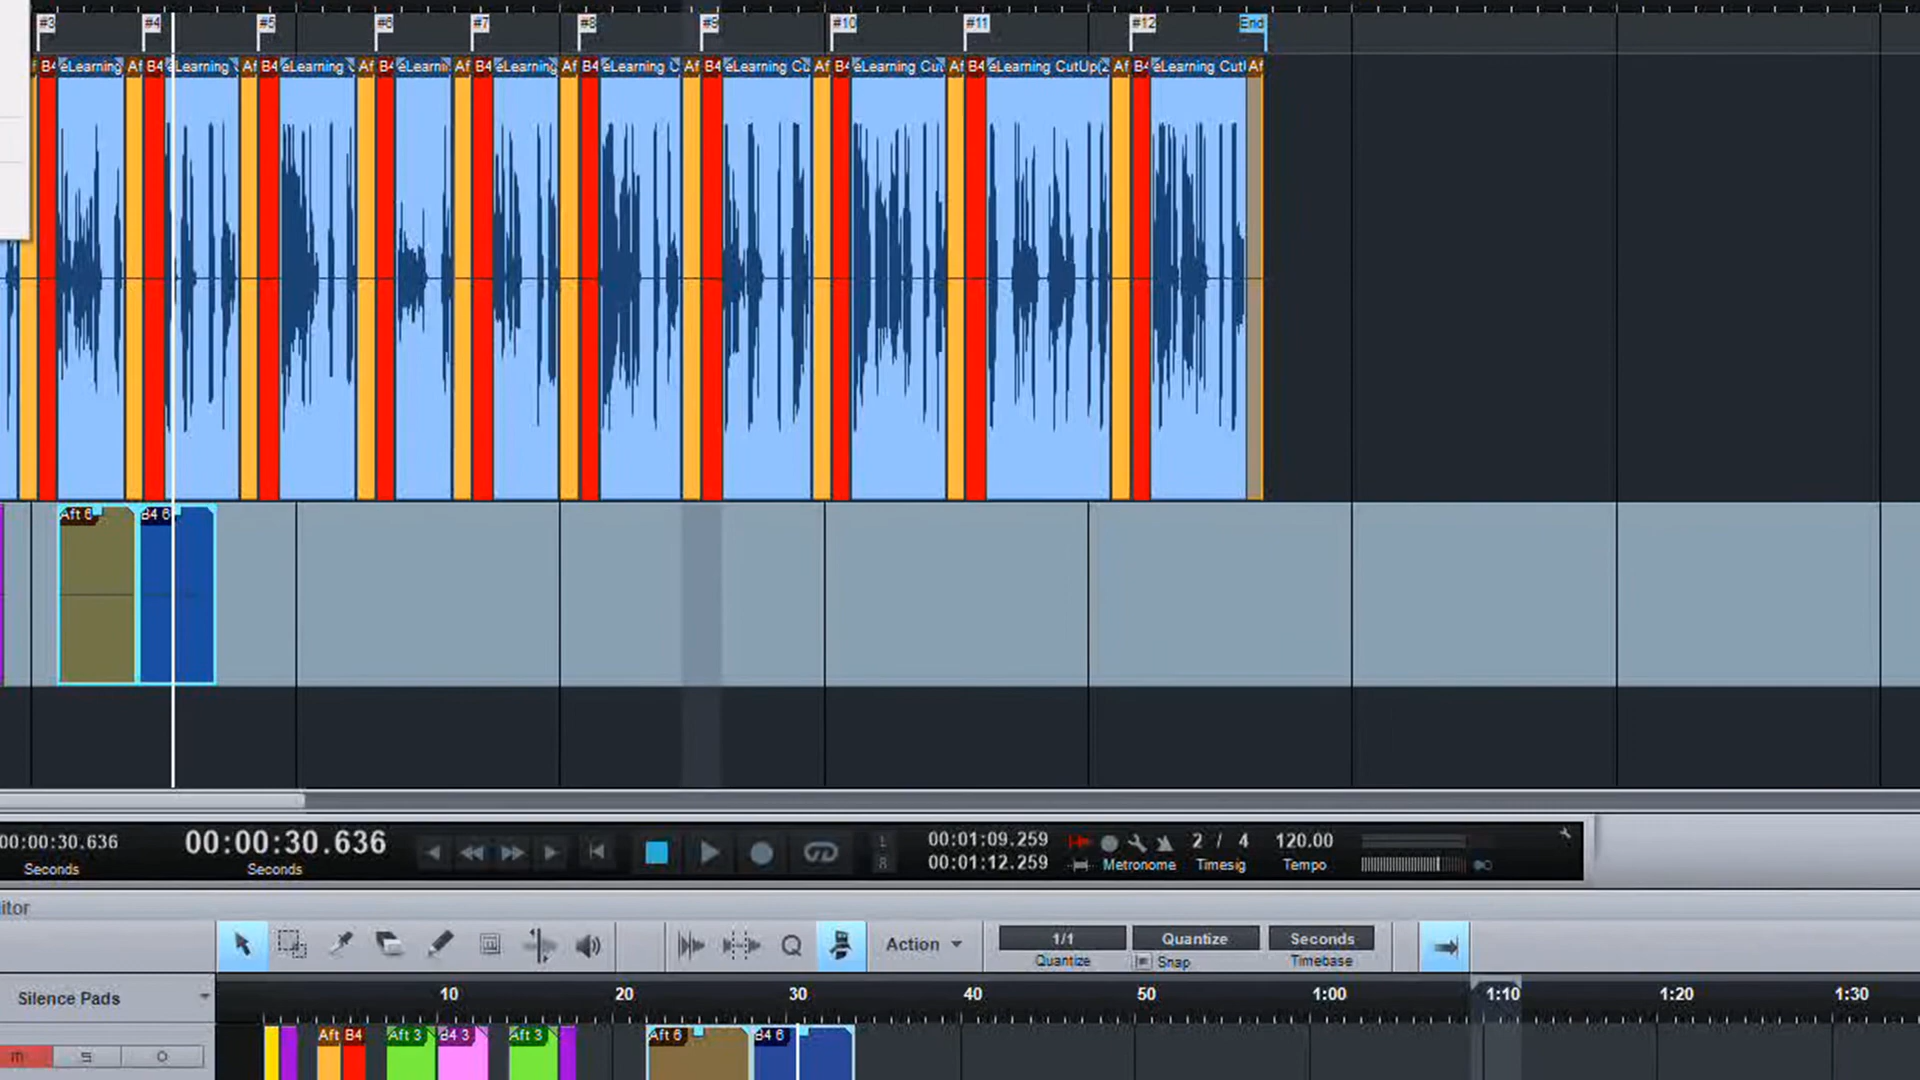 #3 #4 #5 #6 #7 #8 #9 #10 #11 #12 End
B4 eLearning Af B4 Learning Af B4 eLearning Af B4 eLearni Af B4 eLearning Af B4 eLearning C Af B4 eLearning Cu Af B4 eLearning Cut Af B4 eLearning CutUp(2 Af B4 eLearning Cut Af
Aft 6 B4 6
00:00:30.636
Seconds
00:00:30.636
Seconds
L
R
00:01:09.259
00:01:12.259
Metronome
2 / 4
Timesig
120.00
Tempo
itor
Action
1/1
Quantize
Quantize
Snap
Seconds
Timebase
Silence Pads
10 20 30 40 50 1:00 1:10 1:20 1:30
m S O
Aft B4 Aft 3 B4 3 Aft 3 Aft 6 B4 6